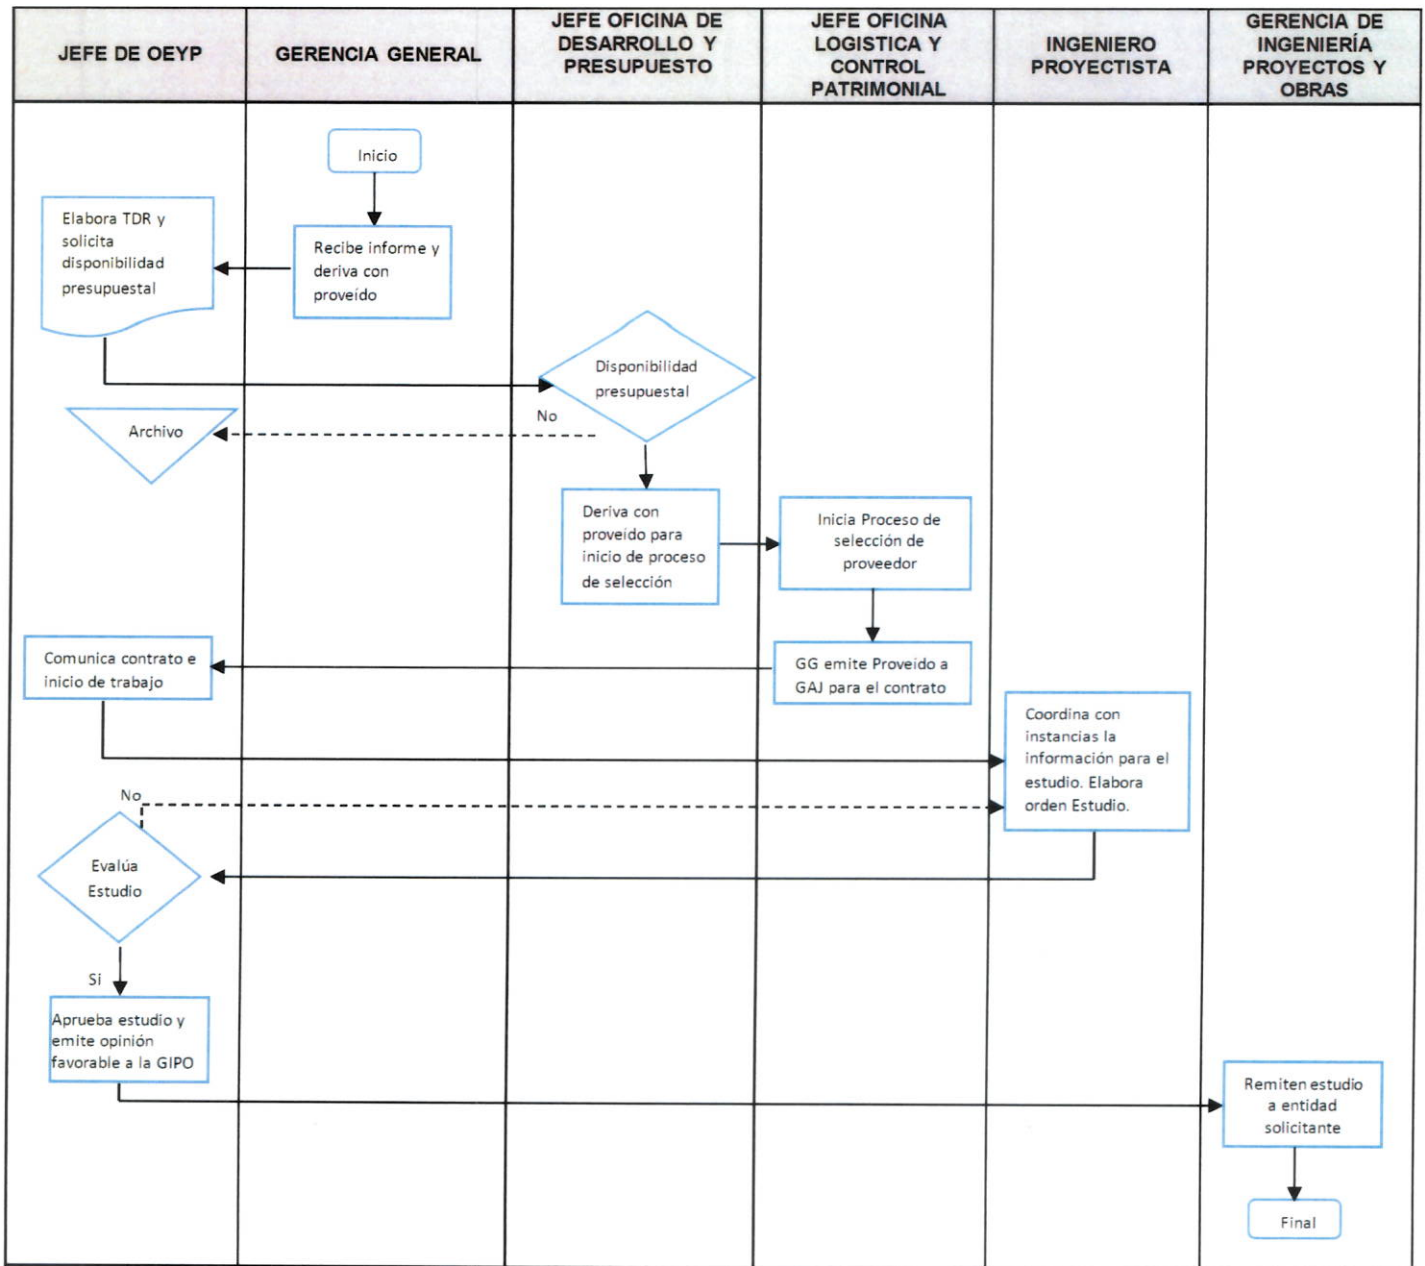 JEFE DE OEYP
GERENCIA GENERAL
JEFE OFICINA DE
DESARROLLO Y
PRESUPUESTO
JEFE OFICINA
LOGISTICA Y
CONTROL
PATRIMONIAL
INGENIERO
PROYECTISTA
GERENCIA DE
INGENIERÍA
PROYECTOS Y
OBRAS
Inicio
Recibe informe y
deriva con
proveído
Elabora TDR y
solicita
disponibilidad
presupuestal
Disponibilidad
presupuestal
No
Archivo
Deriva con
proveído para
inicio de proceso
de selección
Inicia Proceso de
selección de
proveedor
GG emite Proveido a
GAJ para el contrato
Comunica contrato e
inicio de trabajo
Coordina con
instancias la
información para el
estudio. Elabora
orden Estudio.
No
Evalúa
Estudio
Si
Aprueba estudio y
emite opinión
favorable a la GIPO
Remiten estudio
a entidad
solicitante
Final